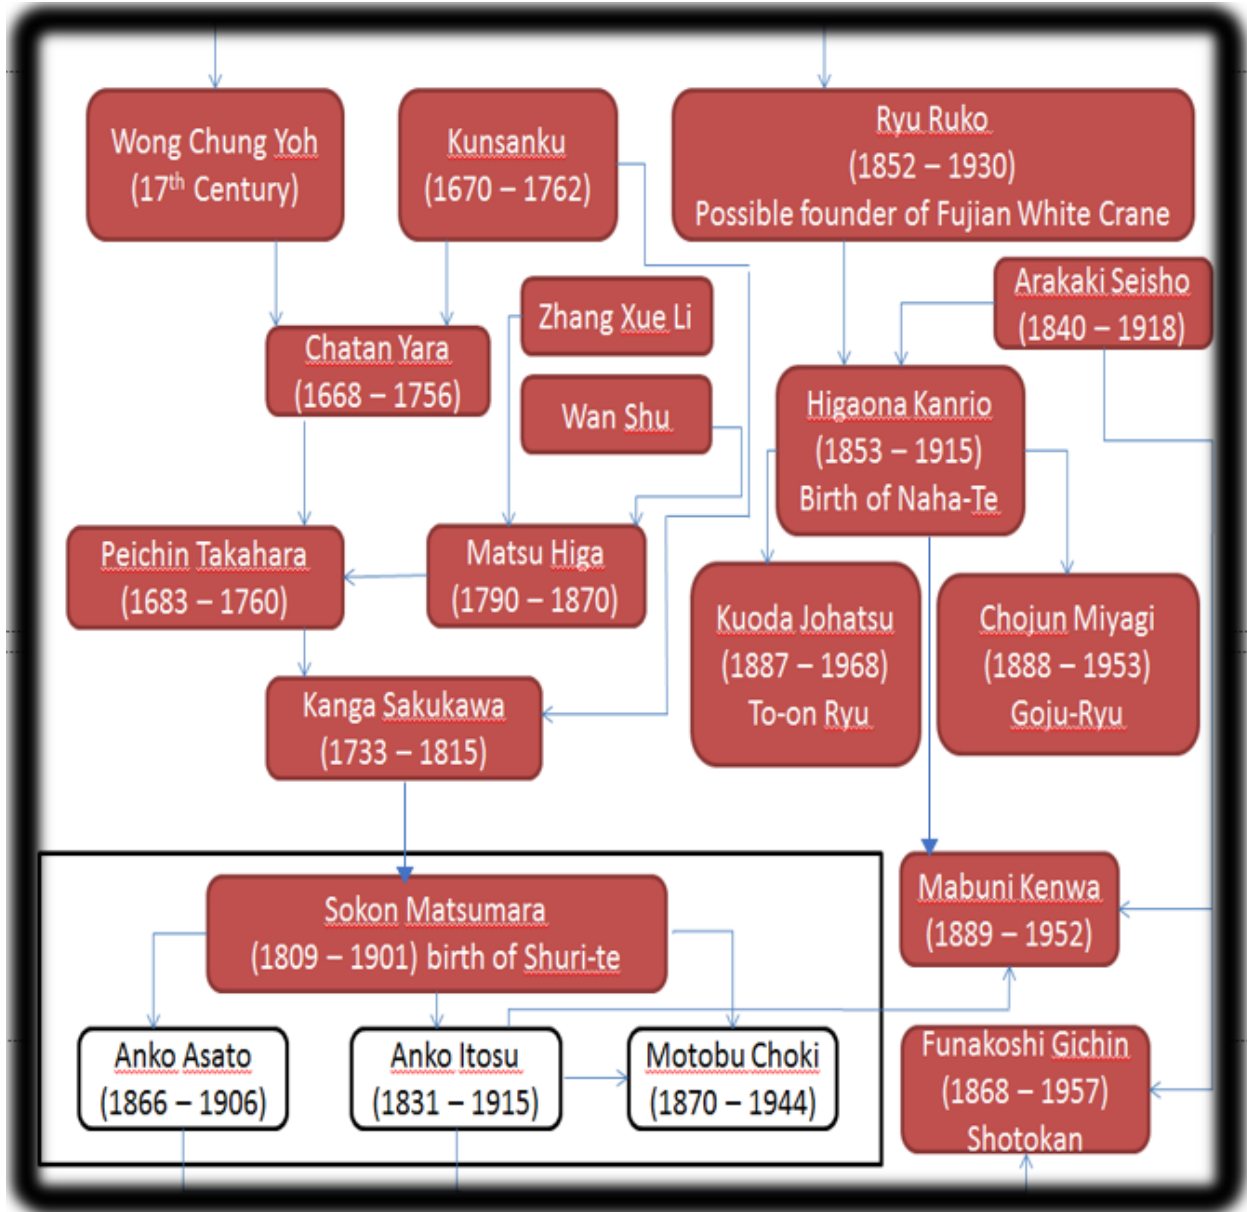 Wong Chung Yoh
(17th Century)
Kunsanku
(1670 – 1762)
Ryu Ruko
(1852 – 1930)
Possible founder of Fujian White Crane
Zhang Xue Li
Arakaki Seisho
(1840 – 1918)
Chatan Yara
(1668 – 1756)
Wan Shu
Higaona Kanrio
(1853 – 1915)
Birth of Naha-Te
Peichin Takahara
(1683 – 1760)
Matsu Higa
(1790 – 1870)
Kuoda Johatsu
(1887 – 1968)
To-on Ryu
Chojun Miyagi
(1888 – 1953)
Goju-Ryu
Kanga Sakukawa
(1733 – 1815)
Sokon Matsumara
(1809 – 1901) birth of Shuri-te
Mabuni Kenwa
(1889 – 1952)
Anko Asato
(1866 – 1906)
Anko Itosu
(1831 – 1915)
Motobu Choki
(1870 – 1944)
Funakoshi Gichin
(1868 – 1957)
Shotokan